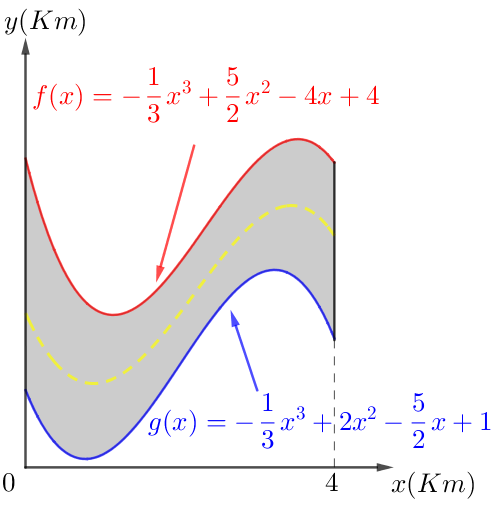 y(Km)
f(x) = −1/3 x³ + 5/2 x² − 4x + 4
g(x) = −1/3 x³ + 2x² − 5/2 x + 1
0 4 x(Km)